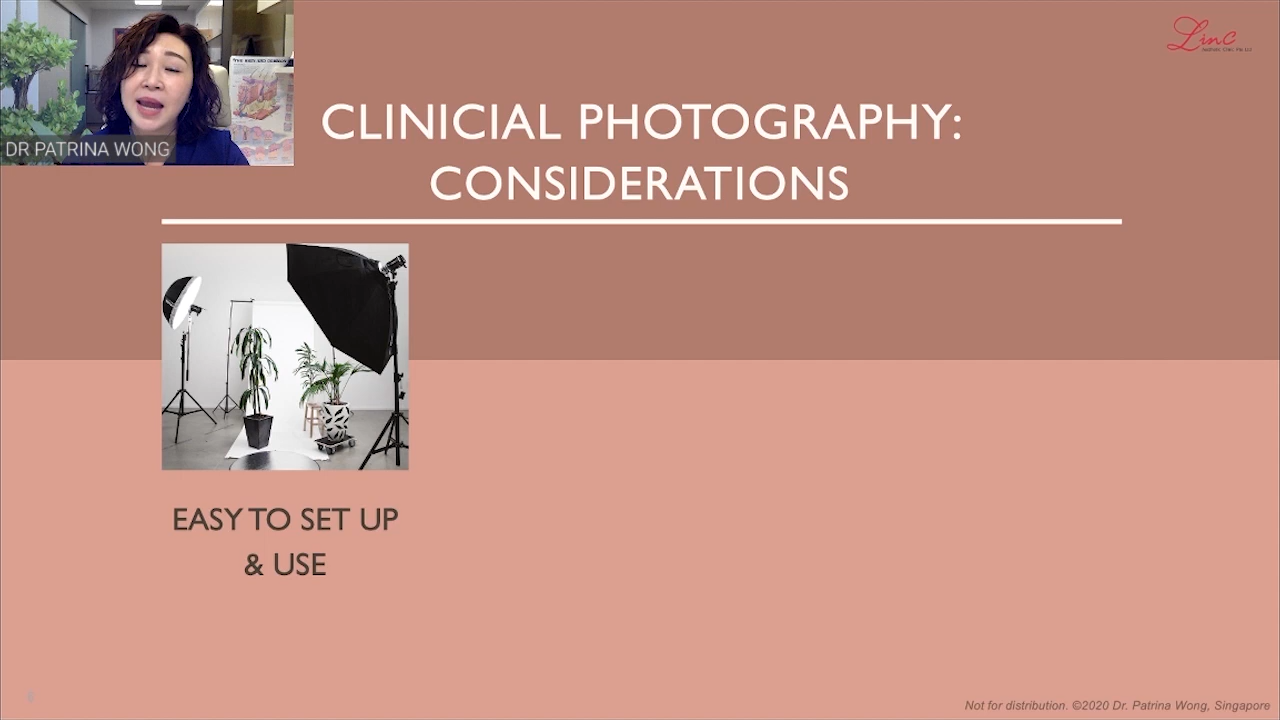 Linc
DR PATRINA WONG
CLINICIAL PHOTOGRAPHY:
CONSIDERATIONS
EASY TO SET UP
& USE
Not for distribution. ©2020 Dr. Patrina Wong, Singapore